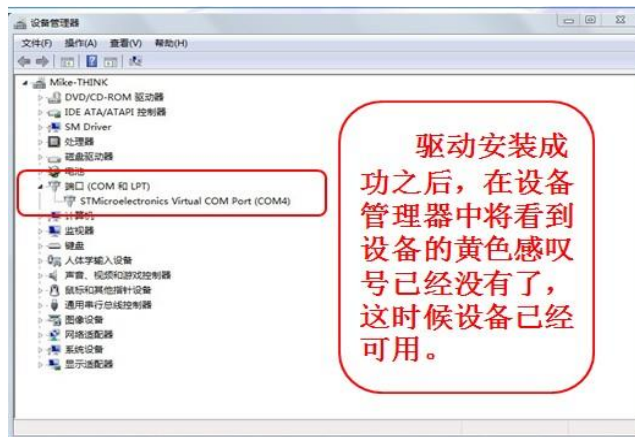 设备管理器
文件(F) 操作(A) 查看(V) 帮助(H)
Mike-THINK
DVD/CD-ROM 驱动器
IDE ATA/ATAPI 控制器
SM Driver
处理器
磁盘驱动器
电池
端口 (COM 和 LPT)
STMicroelectronics Virtual COM Port (COM4)
计算机
监视器
键盘
人体学输入设备
声音、视频和游戏控制器
鼠标和其他指针设备
通用串行总线控制器
图像设备
网络适配器
系统设备
显示适配器
驱动安装成
功之后，在设备
管理器中将看到
设备的黄色感叹
号已经没有了，
这时候设备已经
可用。